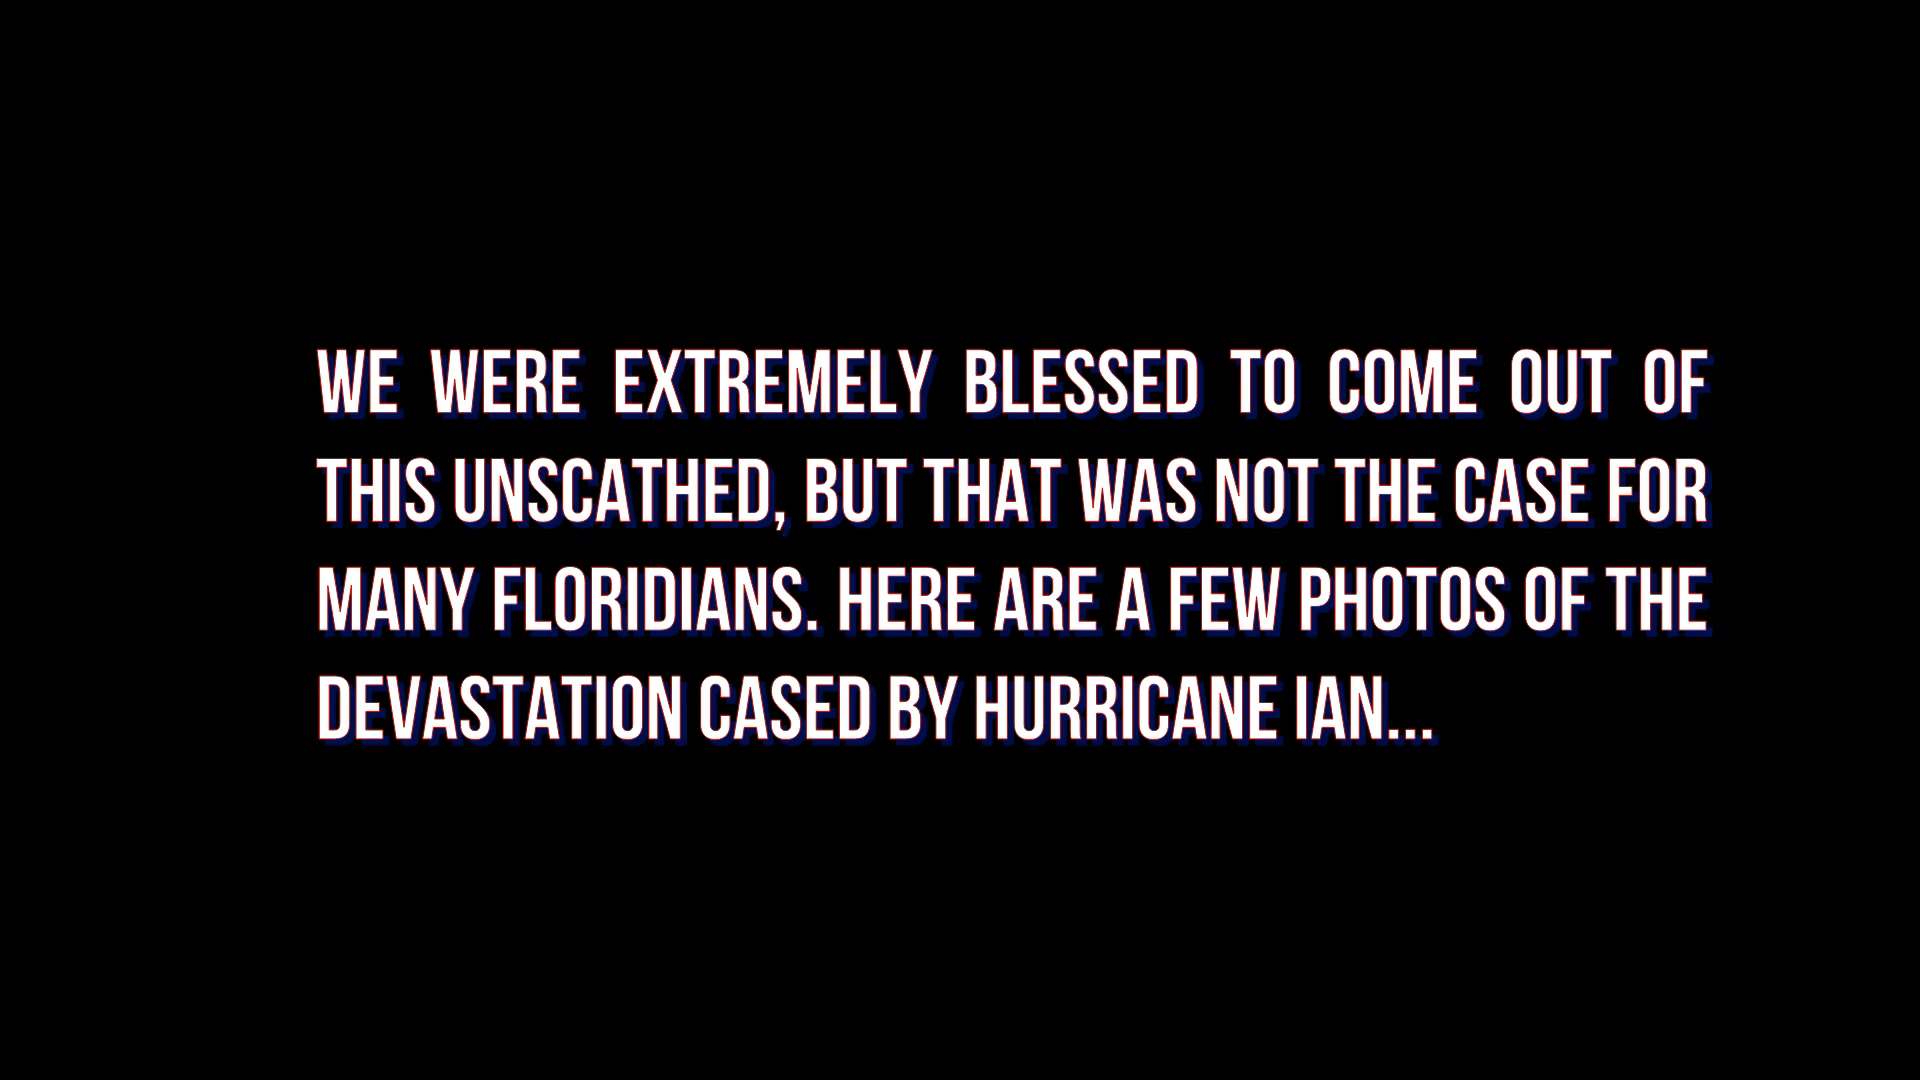 WE WERE EXTREMELY BLESSED TO COME OUT OF
THIS UNSCATHED, BUT THAT WAS NOT THE CASE FOR
MANY FLORIDIANS. HERE ARE A FEW PHOTOS OF THE
DEVASTATION CASED BY HURRICANE IAN...